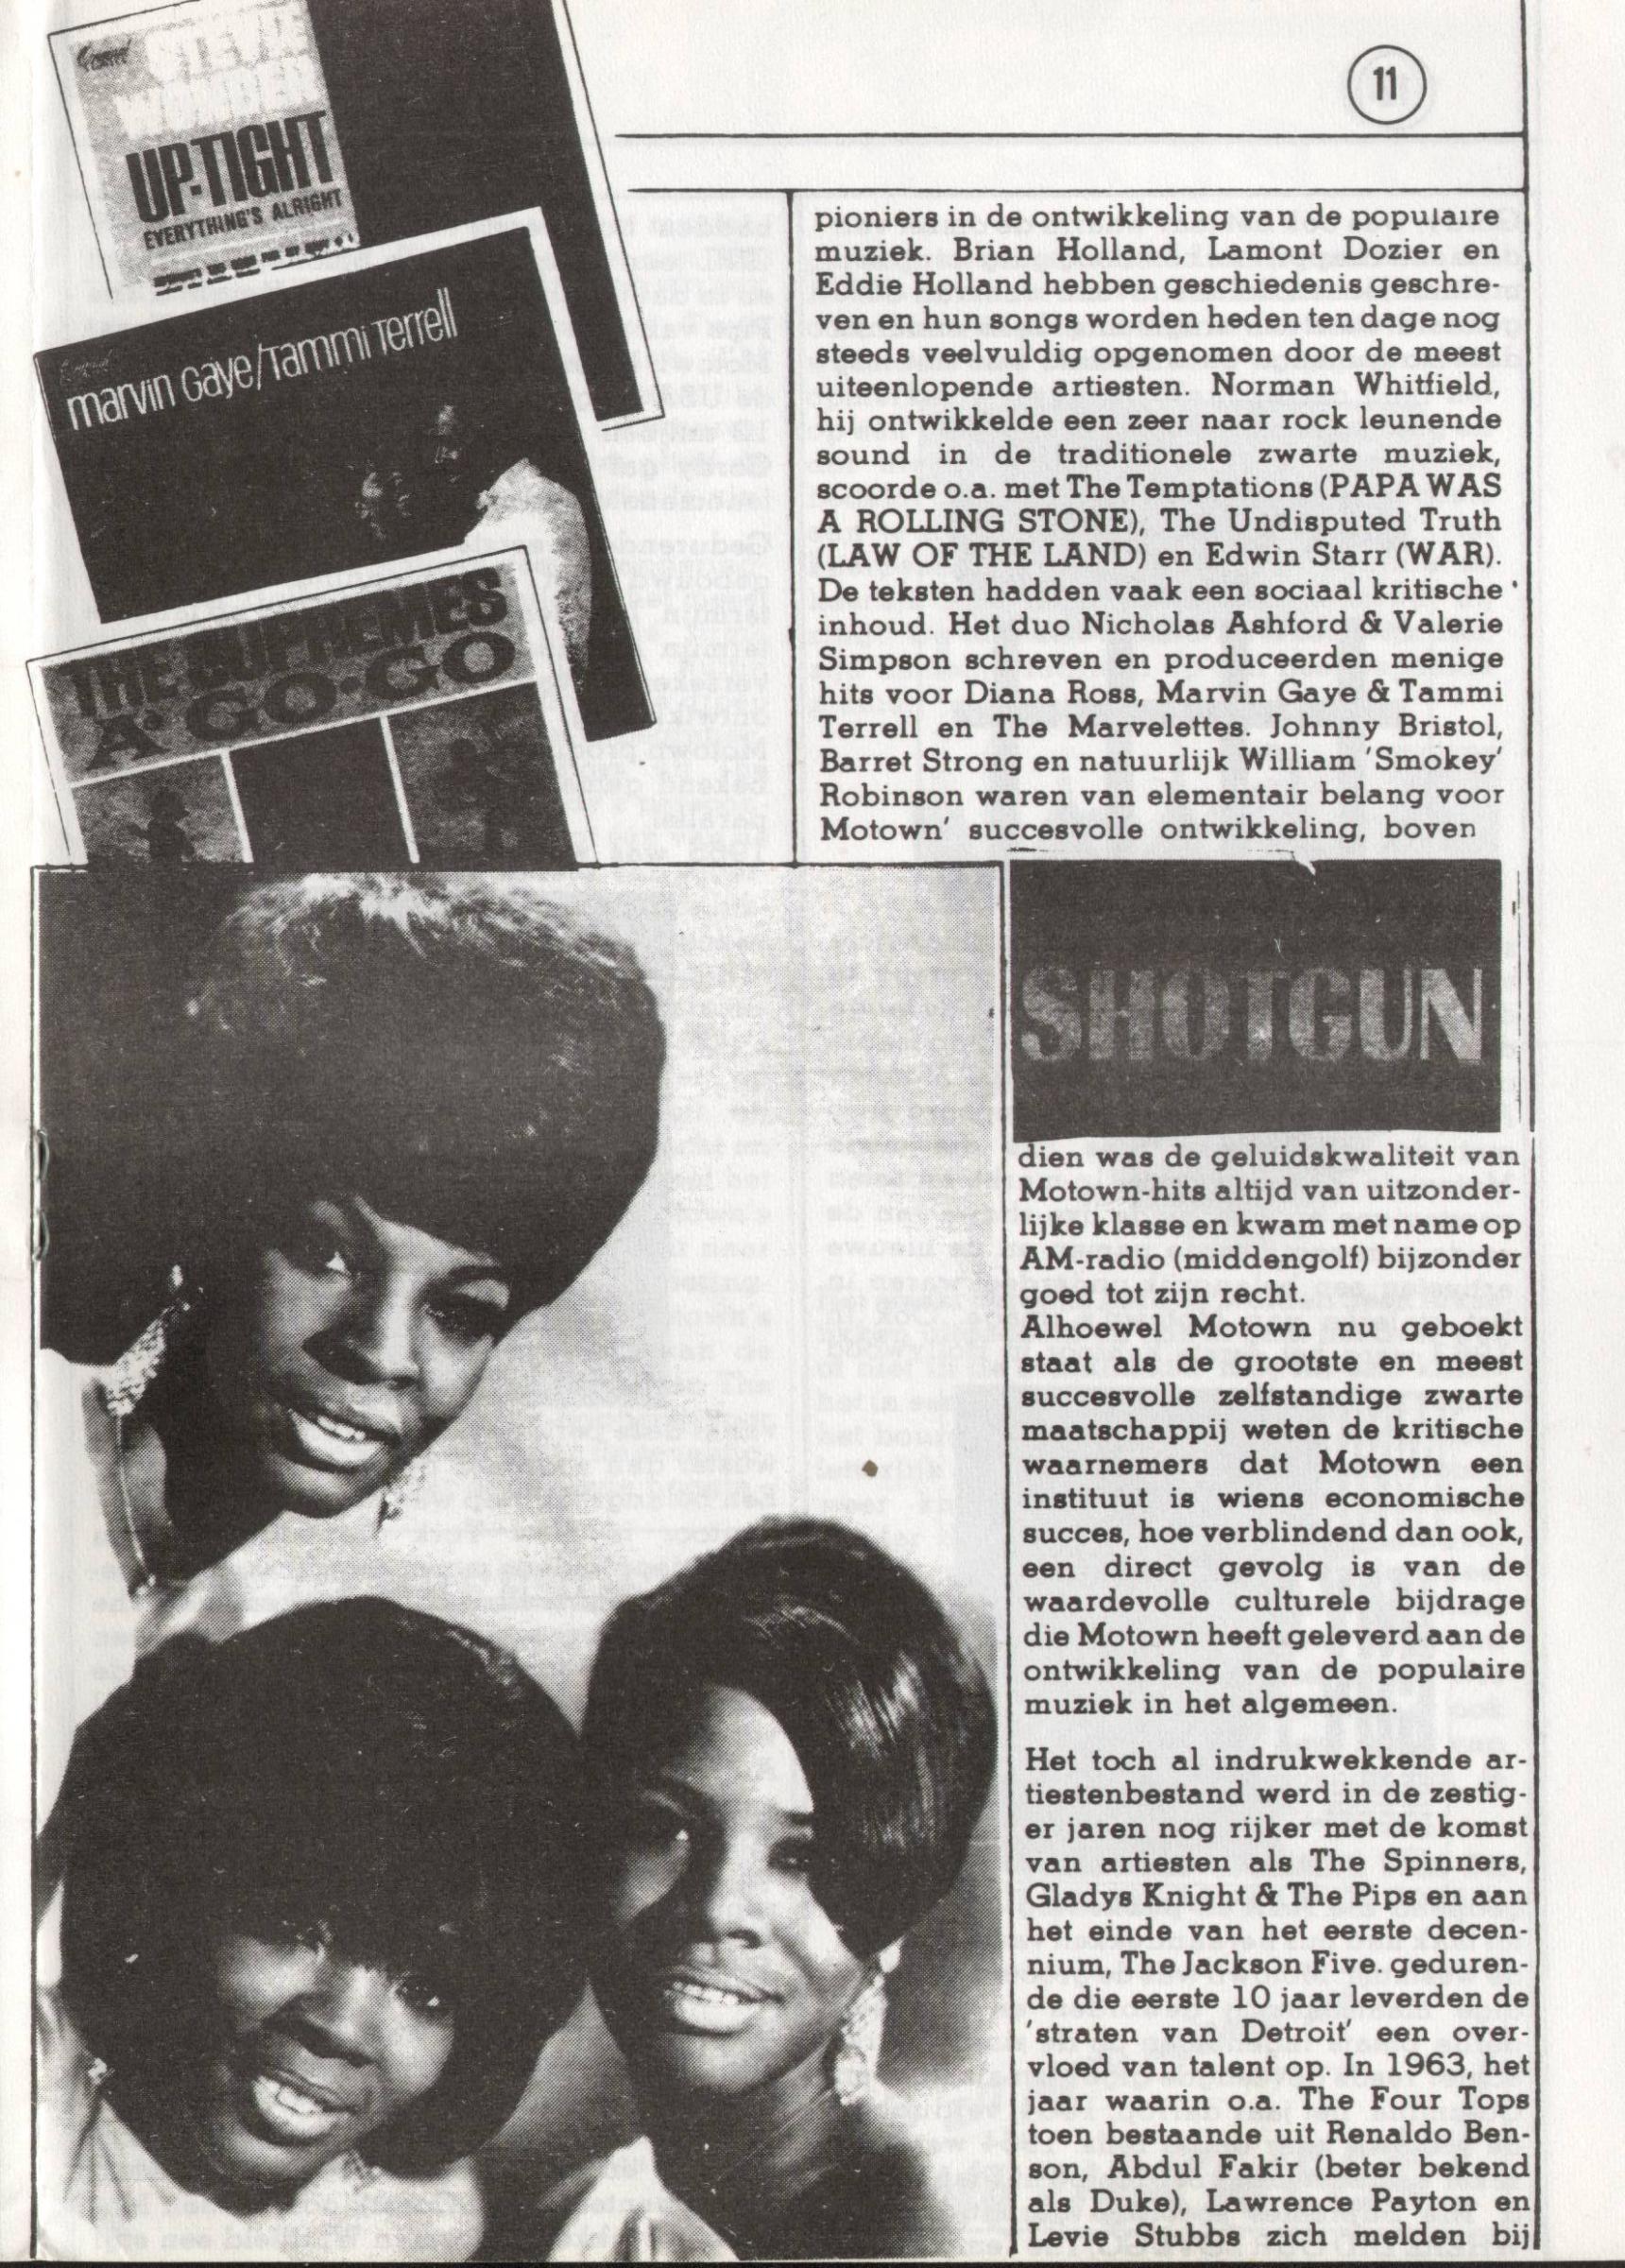 11
STEVIE
WONDER
UP-TIGHT
EVERYTHING'S ALRIGHT
marvin Gaye/Tammi Terrell
THE SUPREMES
A·GO·GO
pioniers in de ontwikkeling van de populaire
muziek. Brian Holland, Lamont Dozier en
Eddie Holland hebben geschiedenis geschre-
ven en hun songs worden heden ten dage nog
steeds veelvuldig opgenomen door de meest
uiteenlopende artiesten. Norman Whitfield,
hij ontwikkelde een zeer naar rock leunende
sound in de traditionele zwarte muziek,
scoorde o.a. met The Temptations (PAPA WAS
A ROLLING STONE), The Undisputed Truth
(LAW OF THE LAND) en Edwin Starr (WAR).
De teksten hadden vaak een sociaal kritische
inhoud. Het duo Nicholas Ashford & Valerie
Simpson schreven en produceerden menige
hits voor Diana Ross, Marvin Gaye & Tammi
Terrell en The Marvelettes. Johnny Bristol,
Barret Strong en natuurlijk William 'Smokey'
Robinson waren van elementair belang voor
Motown' succesvolle ontwikkeling, boven
SHOTGUN
dien was de geluidskwaliteit van
Motown-hits altijd van uitzonder-
lijke klasse en kwam met name op
AM-radio (middengolf) bijzonder
goed tot zijn recht.
Alhoewel Motown nu geboekt
staat als de grootste en meest
succesvolle zelfstandige zwarte
maatschappij weten de kritische
waarnemers dat Motown een
instituut is wiens economische
succes, hoe verblindend dan ook,
een direct gevolg is van de
waardevolle culturele bijdrage
die Motown heeft geleverd aan de
ontwikkeling van de populaire
muziek in het algemeen.
Het toch al indrukwekkende ar-
tiestenbestand werd in de zestig-
er jaren nog rijker met de komst
van artiesten als The Spinners,
Gladys Knight & The Pips en aan
het einde van het eerste decen-
nium, The Jackson Five. geduren-
de die eerste 10 jaar leverden de
'straten van Detroit' een over-
vloed van talent op. In 1963, het
jaar waarin o.a. The Four Tops
toen bestaande uit Renaldo Ben-
son, Abdul Fakir (beter bekend
als Duke), Lawrence Payton en
Levie Stubbs zich melden bij